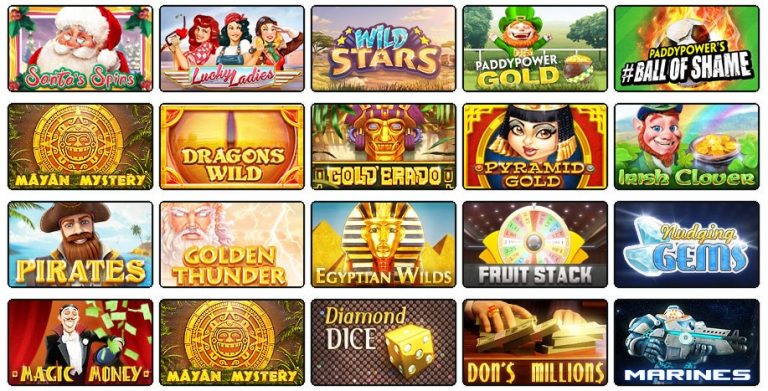 Santa's Spins
Lucky Ladies
WILD
STARS
PADDYPOWER
GOLD
PADDYPOWER'S
#BALL OF SHAME
MAYAN MYSTERY
DRAGONS
WILD
GOLDERADO
PYRAMID
GOLD
Irish Clover
PIRATES
GOLDEN
THUNDER
EGYPTIAN WILDS
FRUIT STACK
Nudging
GEMS
MAGIC MONEY
MAYAN MYSTERY
Diamond
DICE
DON'S MILLIONS
MARINES